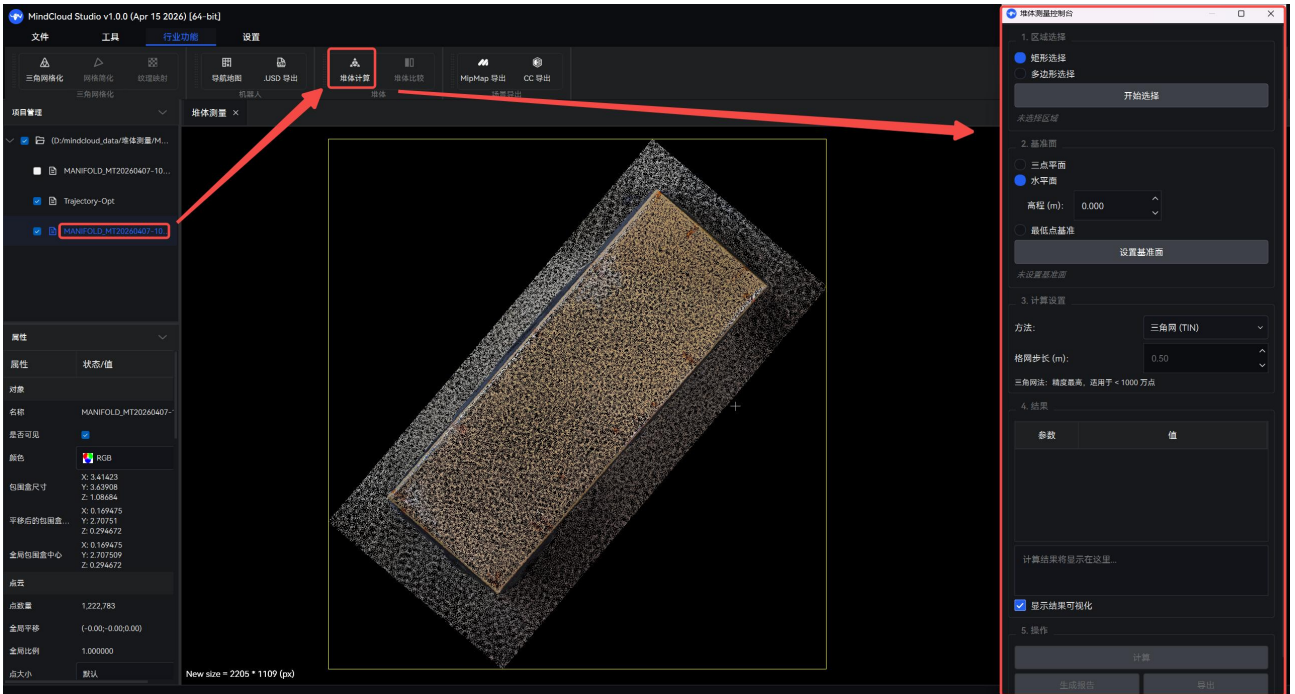 MindCloud Studio v1.0.0 (Apr 15 2026) [64-bit]
文件 工具 行业功能 设置
三角网格化 网格简化 纹理映射 导航地图 .USD 导出 堆体计算 堆体比较 MipMap 导出 CC 导出
三角网格化 机器人 堆体 场景导出
项目管理
(D:/mindcloud_data/堆体测量/M...
MANIFOLD_MT20260407-10...
Trajectory-Opt
MANIFOLD_MT20260407-10...
属性
属性 状态/值
对象
名称 MANIFOLD_MT20260407-
是否可见
颜色 RGB
包围盒尺寸 X: 3.41423
Y: 3.63908
Z: 1.08684
平移后的包围盒... X: 0.169475
Y: 2.70751
Z: 0.294672
全局包围盒中心 X: 0.169475
Y: 2.707509
Z: 0.294672
点云
点数量 1,222,783
全局平移 (-0.00;-0.00;0.00)
全局比例 1.000000
点大小 默认
堆体测量 ×
New size = 2205 * 1109 (px)
堆体测量控制台
1. 区域选择
矩形选择
多边形选择
开始选择
未选择区域
2. 基准面
三点平面
水平面
高程 (m): 0.000
最低点基准
设置基准面
未设置基准面
3. 计算设置
方法: 三角网 (TIN)
格网步长 (m): 0.50
三角网法: 精度最高, 适用于 < 1000 万点
4. 结果
参数 值
计算结果将显示在这里...
显示结果可视化
5. 操作
计算
生成报告 导出